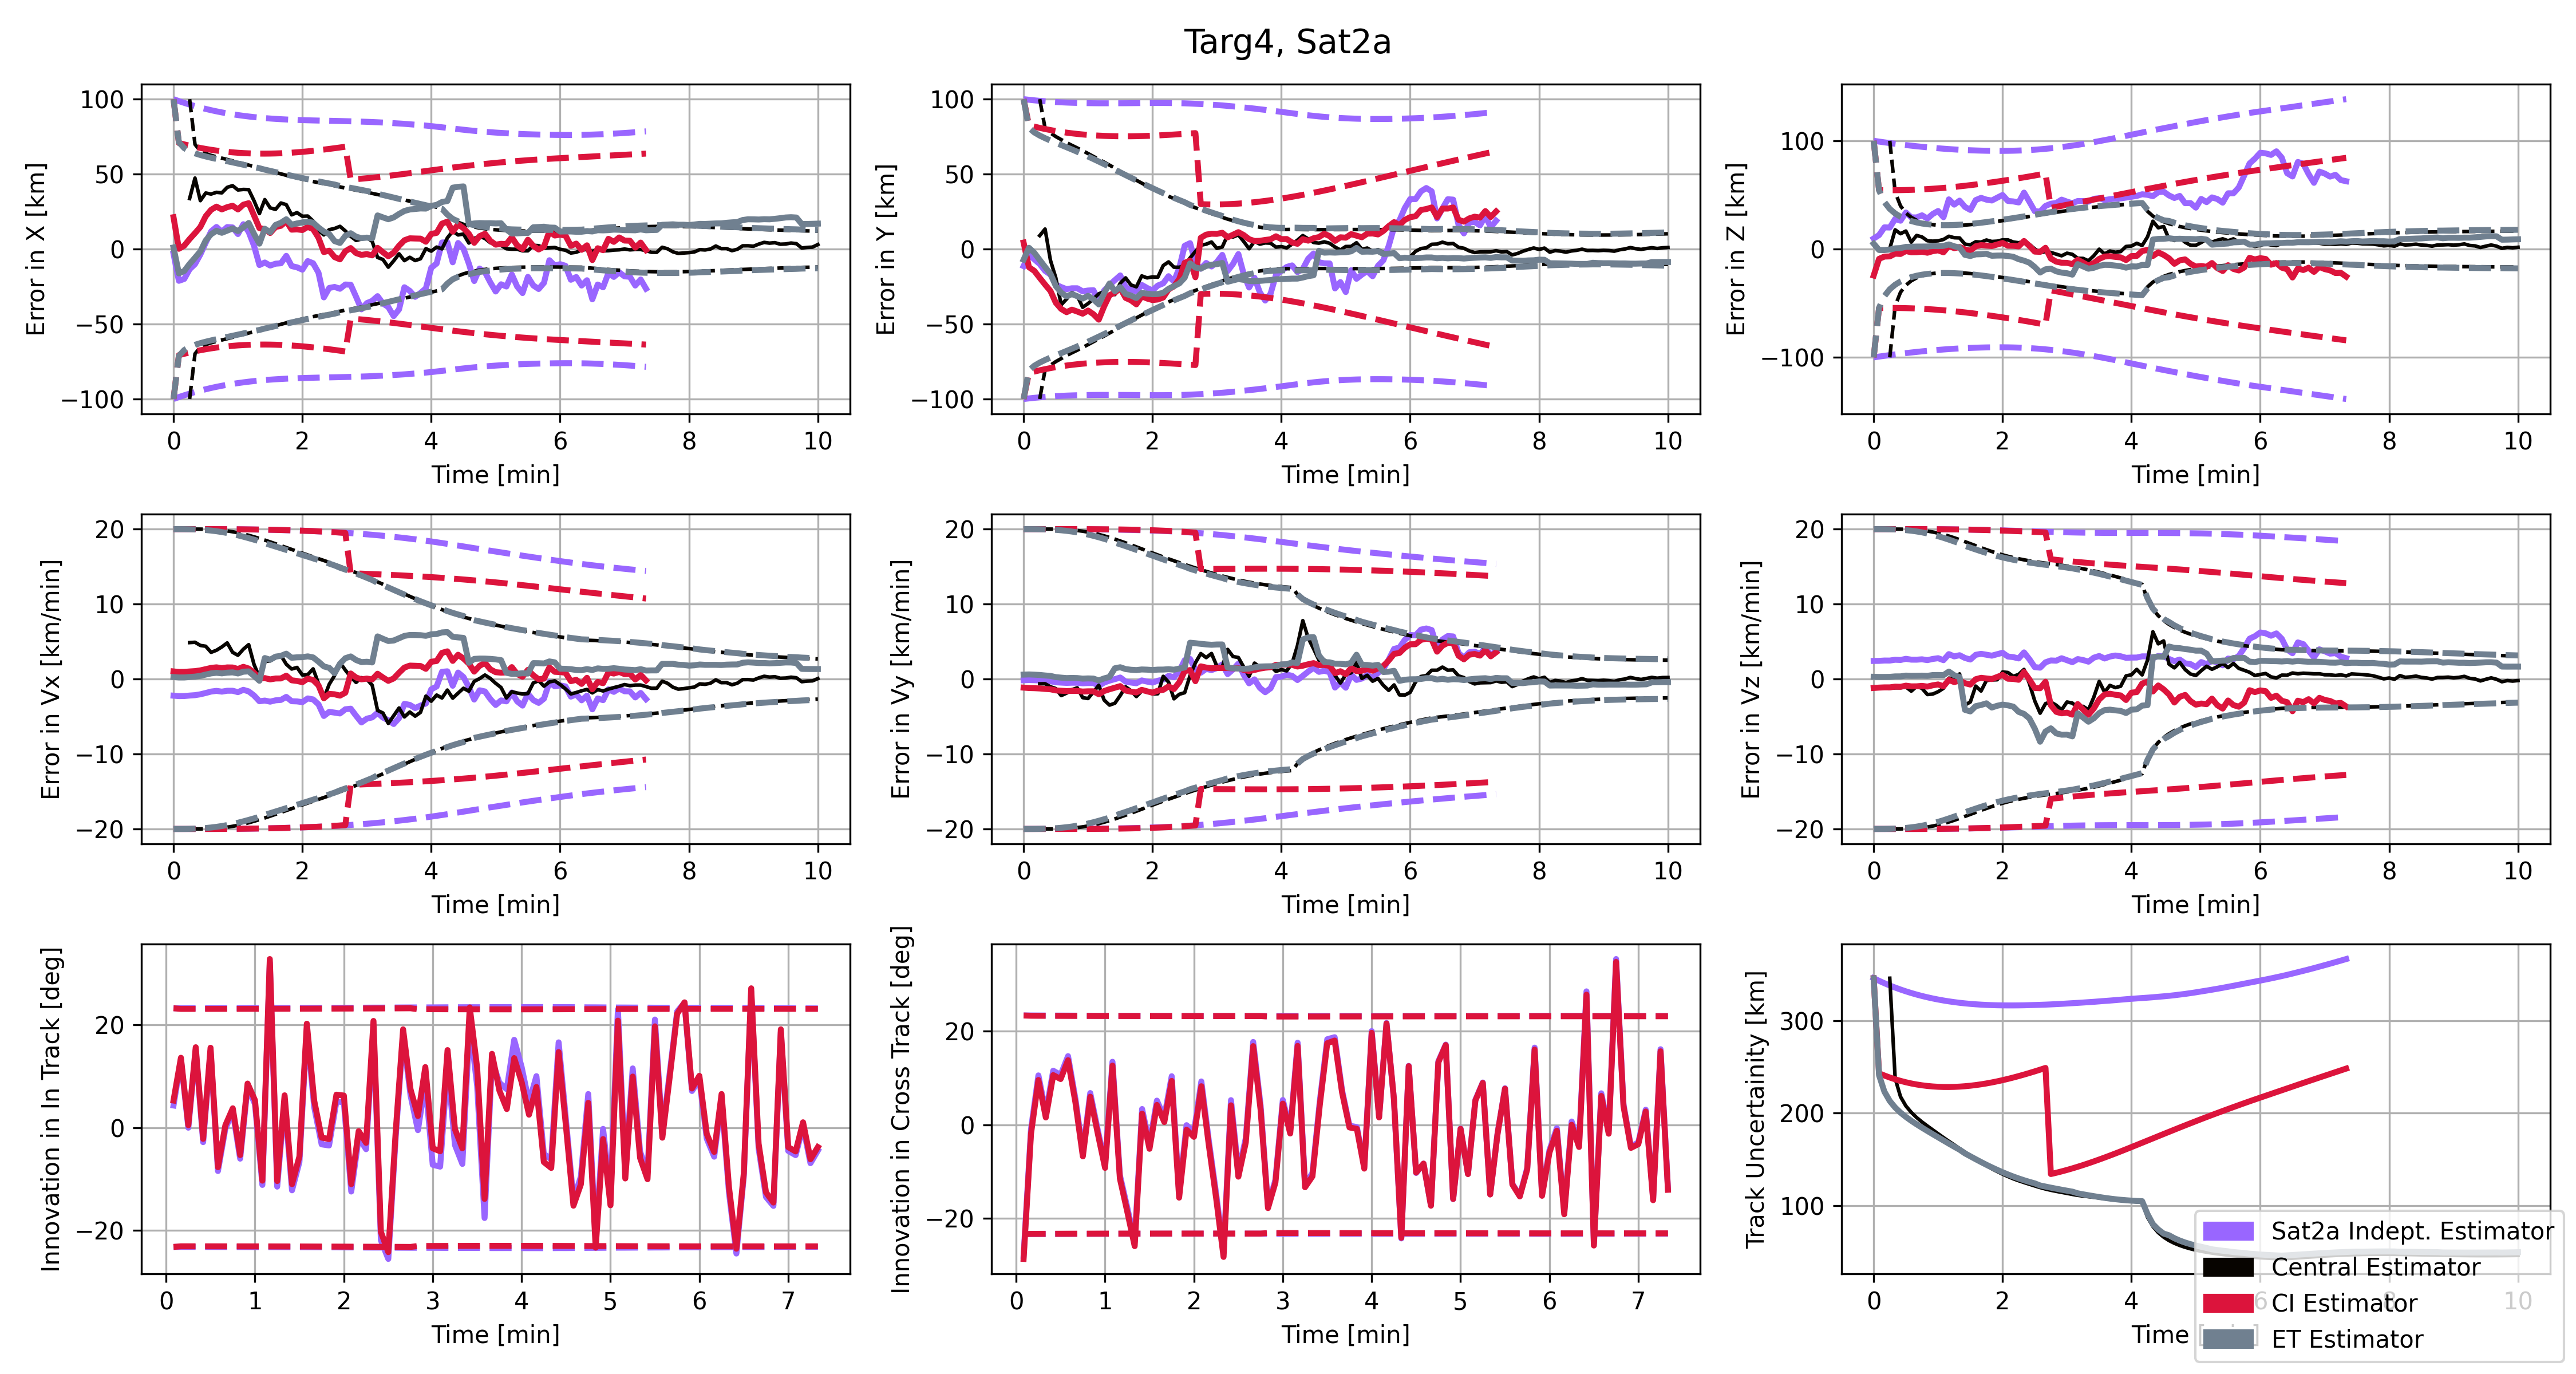 Targ4, Sat2a
Error in X [km]
100
50
0
−50
−100
0 2 4 6 8 10
Time [min]
Error in Y [km]
100
50
0
−50
−100
0 2 4 6 8 10
Time [min]
Error in Z [km]
100
0
−100
0 2 4 6 8 10
Time [min]
Error in Vx [km/min]
20
10
0
−10
−20
0 2 4 6 8 10
Time [min]
Error in Vy [km/min]
20
10
0
−10
−20
0 2 4 6 8 10
Time [min]
Error in Vz [km/min]
20
10
0
−10
−20
0 2 4 6 8 10
Time [min]
Innovation in In Track [deg]
20
0
−20
0 1 2 3 4 5 6 7
Time [min]
Innovation in Cross Track [deg]
20
0
−20
0 1 2 3 4 5 6 7
Time [min]
Track Uncertainity [km]
300
200
100
0 2 4 6 8 10
Time
Sat2a Indept. Estimator
Central Estimator
CI Estimator
ET Estimator